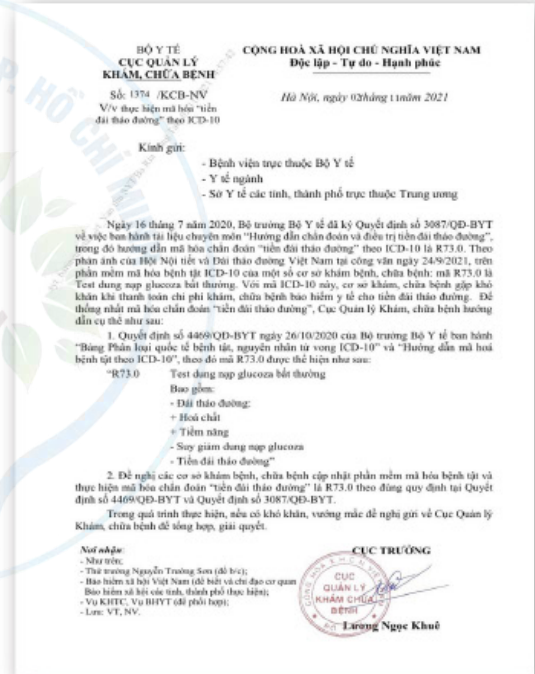 BỘ Y TẾ
CỤC QUẢN LÝ
KHÁM, CHỮA BỆNH
CỘNG HOÀ XÃ HỘI CHỦ NGHĨA VIỆT NAM
Độc lập - Tự do - Hạnh phúc
Số: 1374 /KCB-NV
V/v thực hiện mã hóa "tiền
đái tháo đường" theo ICD-10
Hà Nội, ngày 02tháng 11năm 2021
Kính gửi:
- Bệnh viện trực thuộc Bộ Y tế
- Y tế ngành
- Sở Y tế các tỉnh, thành phố trực thuộc Trung ương
Ngày 16 tháng 7 năm 2020, Bộ trưởng Bộ Y tế đã ký Quyết định số 3087/QĐ-BYT
về việc ban hành tài liệu chuyên môn "Hướng dẫn chẩn đoán và điều trị tiền đái tháo đường",
trong đó hướng dẫn mã hóa chẩn đoán "tiền đái tháo đường" theo ICD-10 là R73.0. Theo
phản ánh của Hội Nội tiết và Đái tháo đường Việt Nam tại công văn ngày 24/9/2021, trên
phần mềm mã hóa bệnh tật ICD-10 của một số cơ sở khám bệnh, chữa bệnh: mã R73.0 là
Test dung nạp glucoza bất thường. Với mã ICD-10 này, cơ sở khám, chữa bệnh gặp khó
khăn khi thanh toán chi phí khám, chữa bệnh bảo hiểm y tế cho tiền đái tháo đường. Để
thống nhất mã hóa chẩn đoán "tiền đái tháo đường", Cục Quản lý Khám, chữa bệnh hướng
dẫn cụ thể như sau:
1. Quyết định số 4469/QĐ-BYT ngày 26/10/2020 của Bộ trưởng Bộ Y tế ban hành
"Bảng Phân loại quốc tế bệnh tật, nguyên nhân tử vong ICD-10" và "Hướng dẫn mã hoá
bệnh tật theo ICD-10", theo đó mã R73.0 được thể hiện như sau:
"R73.0 Test dung nạp glucoza bất thường
Bao gồm:
- Đái tháo đường:
+ Hoá chất
+ Tiềm năng
- Suy giảm dung nạp glucoza
- Tiền đái tháo đường"
2. Đề nghị các cơ sở khám bệnh, chữa bệnh cập nhật phần mềm mã hóa bệnh tật và
thực hiện mã hóa chẩn đoán "tiền đái tháo đường" là R73.0 theo đúng quy định tại Quyết
định số 4469/QĐ-BYT và Quyết định số 3087/QĐ-BYT.
Trong quá trình thực hiện, nếu có khó khăn, vướng mắc đề nghị gửi về Cục Quản lý
Khám, chữa bệnh để tổng hợp, giải quyết.
Nơi nhận:
- Như trên;
- Thứ trưởng Nguyễn Trường Sơn (để b/c);
- Bảo hiểm xã hội Việt Nam (để biết và chỉ đạo cơ quan
Bảo hiểm xã hội các tỉnh, thành phố thực hiện);
- Vụ KHTC, Vụ BHYT (để phối hợp);
- Lưu: VT, NV.
CỤC TRƯỞNG
CỤC
QUẢN LÝ
KHÁM CHỮA
BỆNH
Lương Ngọc Khuê
P. HỒ CHÍ MINH